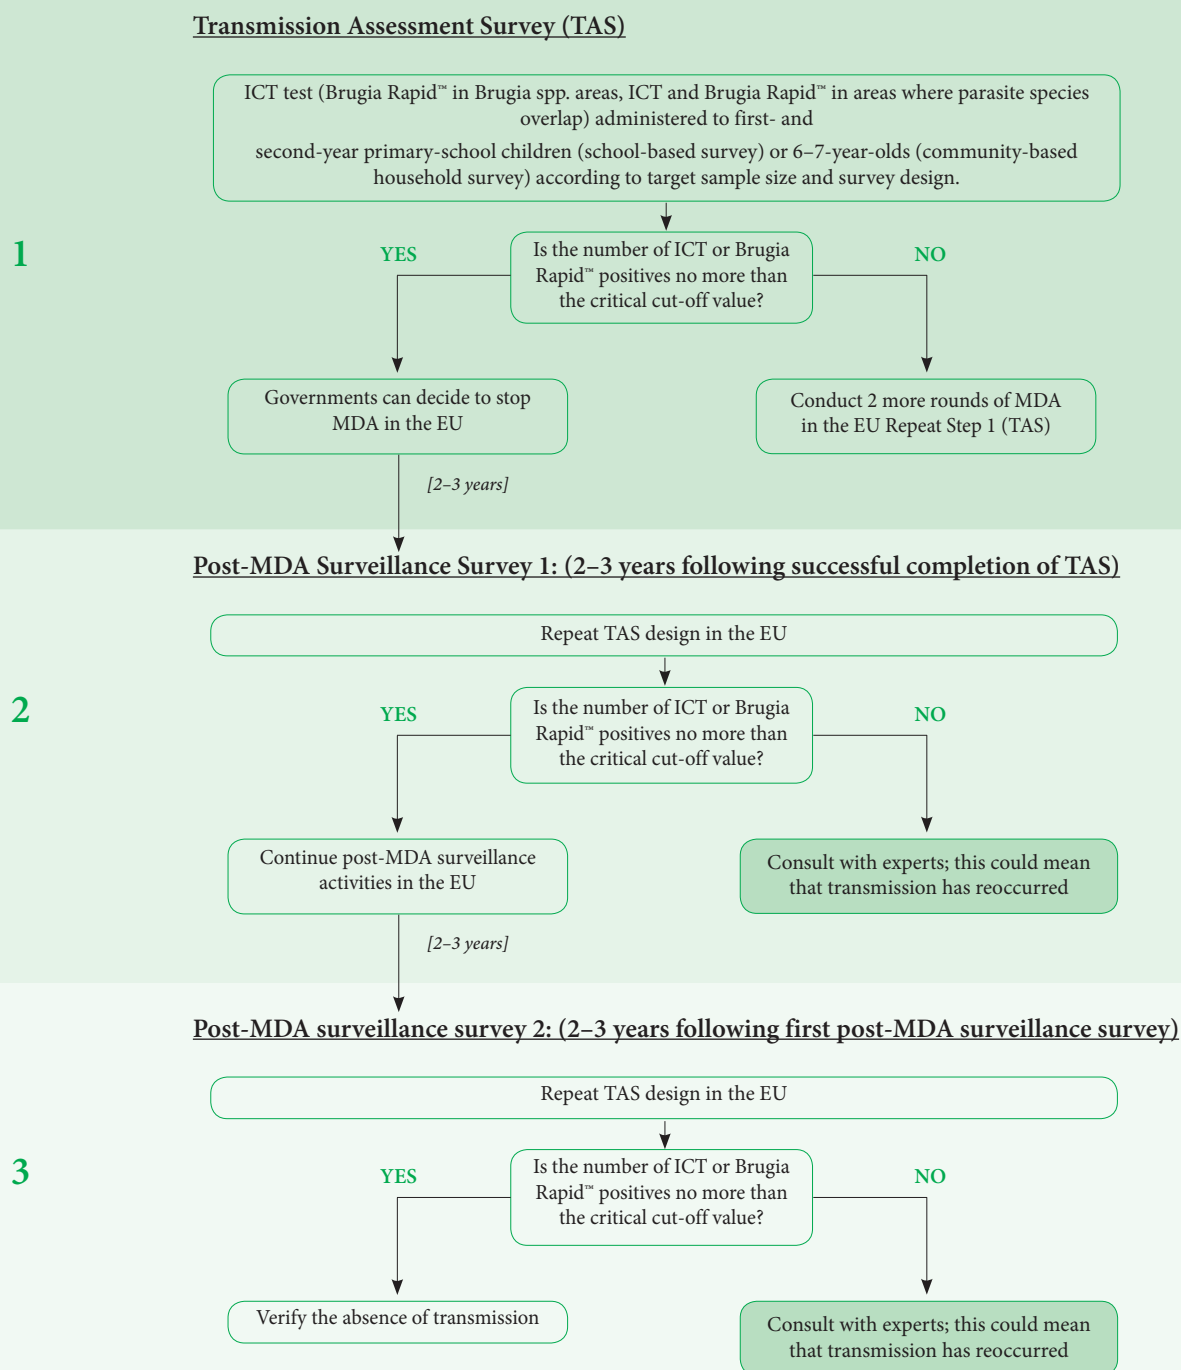 Transmission Assessment Survey (TAS)
ICT test (Brugia Rapid™ in Brugia spp. areas, ICT and Brugia Rapid™ in areas where parasite species
overlap) administered to first- and
second-year primary-school children (school-based survey) or 6–7-year-olds (community-based
household survey) according to target sample size and survey design.
1
YES
Is the number of ICT or Brugia
Rapid™ positives no more than
the critical cut-off value?
NO
Governments can decide to stop
MDA in the EU
Conduct 2 more rounds of MDA
in the EU Repeat Step 1 (TAS)
[2–3 years]
Post-MDA Surveillance Survey 1: (2–3 years following successful completion of TAS)
Repeat TAS design in the EU
2
YES
Is the number of ICT or Brugia
Rapid™ positives no more than
the critical cut-off value?
NO
Continue post-MDA surveillance
activities in the EU
Consult with experts; this could mean
that transmission has reoccurred
[2–3 years]
Post-MDA surveillance survey 2: (2–3 years following first post-MDA surveillance survey)
Repeat TAS design in the EU
3
YES
Is the number of ICT or Brugia
Rapid™ positives no more than
the critical cut-off value?
NO
Verify the absence of transmission
Consult with experts; this could mean
that transmission has reoccurred